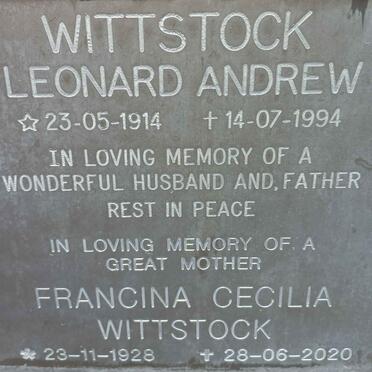 WITTSTOCK
LEONARD ANDREW
☆ 23-05-1914 ✝ 14-07-1994
IN LOVING MEMORY OF A
WONDERFUL HUSBAND AND, FATHER
REST IN PEACE
IN LOVING MEMORY OF. A
GREAT MOTHER
FRANCINA CECILIA
WITTSTOCK
☆ 23-11-1928 ✝ 28-06-2020